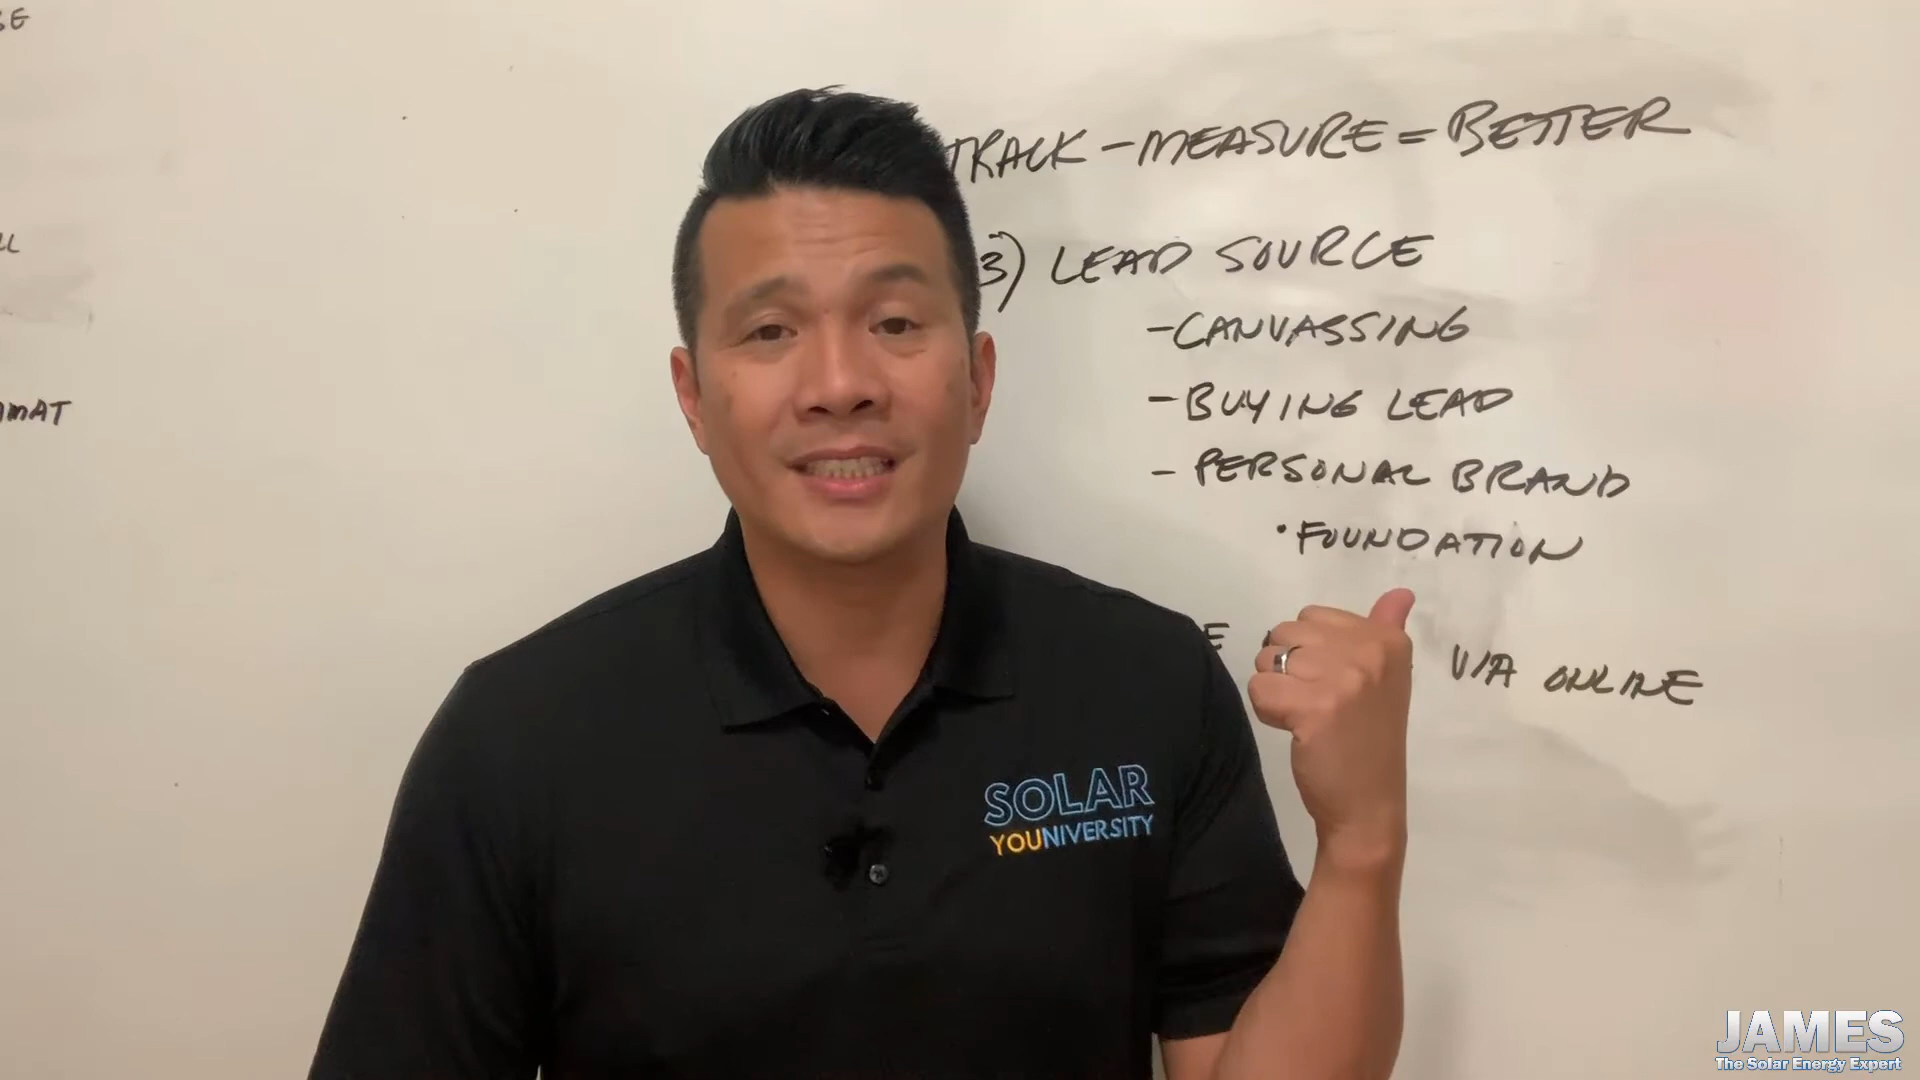 TRACK - MEASURE = BETTER
3) LEAD SOURCE
- CANVASSING
- BUYING LEAD
- PERSONAL BRAND
• FOUNDATION
VIA ONLINE
SOLAR
YOUNIVERSITY
JAMES
The Solar Energy Expert